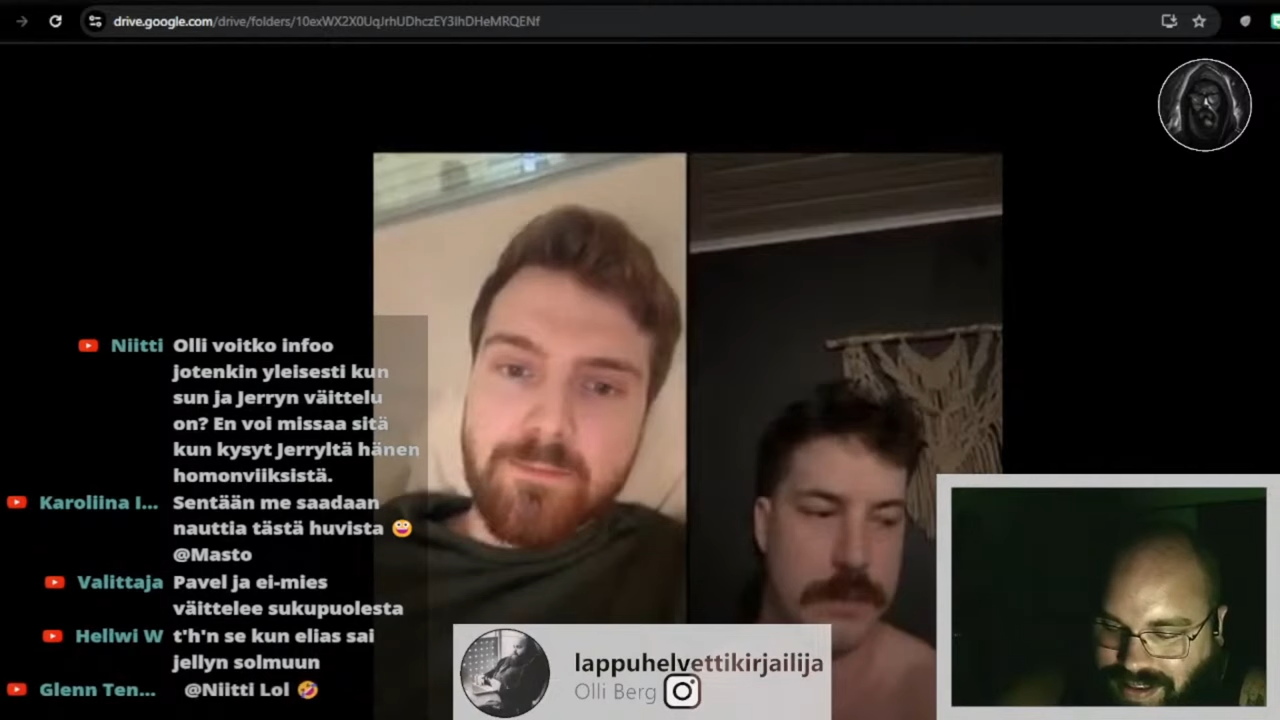 drive.google.com/drive/folders/10exWX2X0UqJrhUDhczEY3IhDHeMRQENf
Niitti Olli voitko infoo
jotenkin yleisesti kun
sun ja Jerryn väittelu
on? En voi missaa sitä
kun kysyt Jerryltä hänen
homonviiksistä.
Karoliina I... Sentään me saadaan
nauttia tästä huvista 🤪
@Masto
Valittaja Pavel ja ei-mies
väittelee sukupuolesta
Hellwi W t'h'n se kun elias sai
jellyn solmuun
Glenn Ten... @Niitti Lol 🤣
lappuhelvettikirjailija
Olli Berg